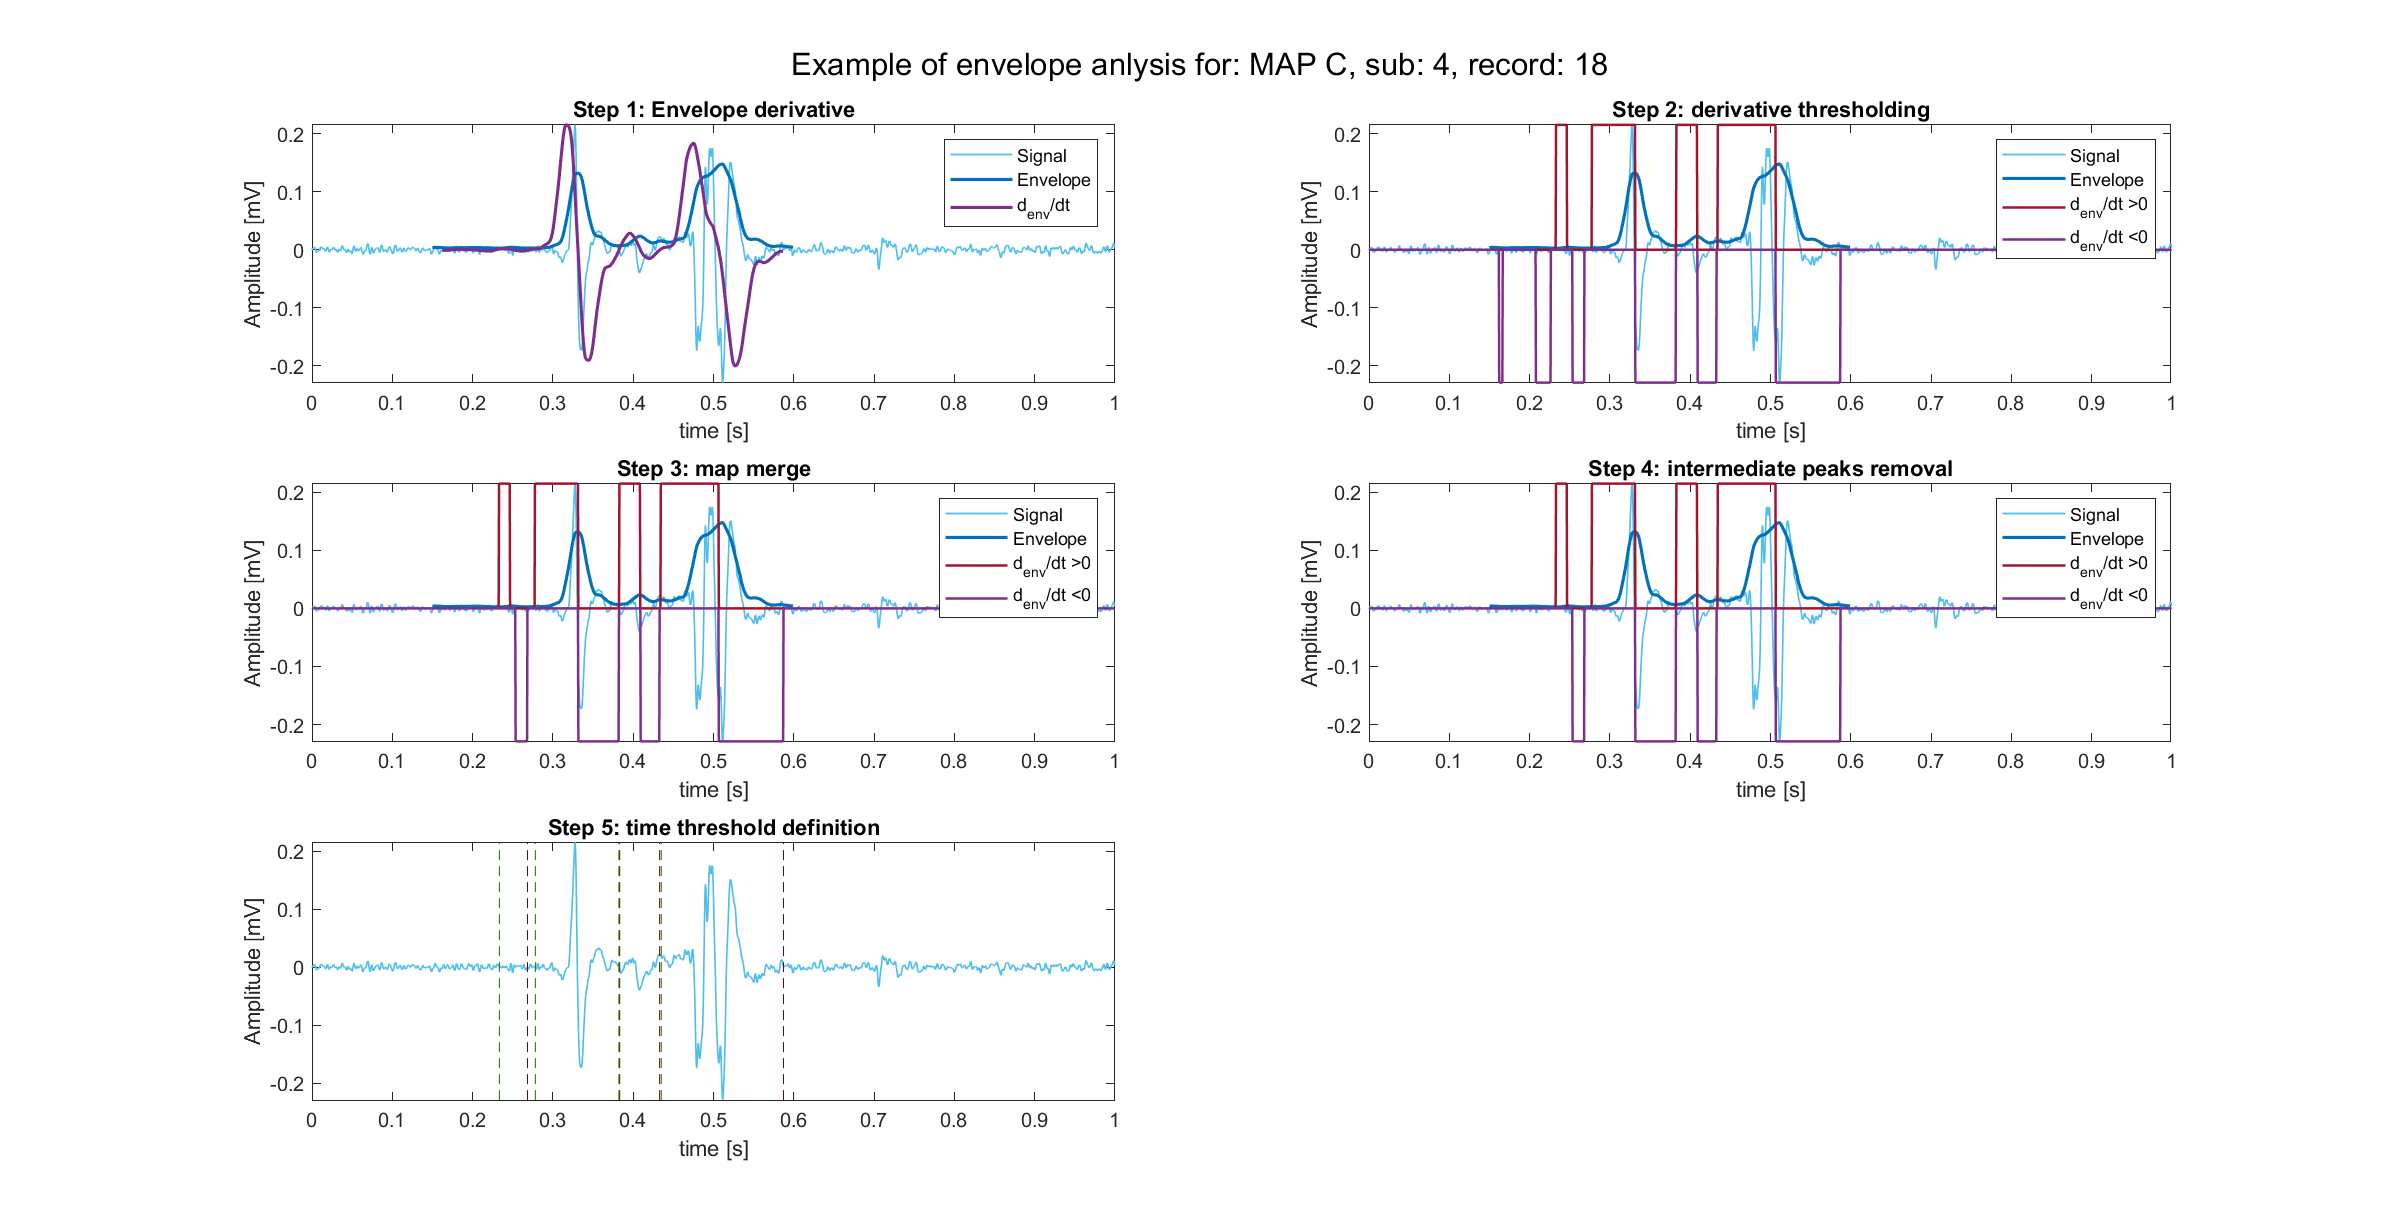 Example of envelope anlysis for: MAP C, sub: 4, record: 18
Step 1: Envelope derivative
0.2
0.1
0
-0.1
-0.2
Amplitude [mV]
0 0.1 0.2 0.3 0.4 0.5 0.6 0.7 0.8 0.9 1
time [s]
Signal
Envelope
d_env/dt
Step 2: derivative thresholding
0.2
0.1
0
-0.1
-0.2
Amplitude [mV]
0 0.1 0.2 0.3 0.4 0.5 0.6 0.7 0.8 0.9 1
time [s]
Signal
Envelope
d_env/dt >0
d_env/dt <0
Step 3: map merge
0.2
0.1
0
-0.1
-0.2
Amplitude [mV]
0 0.1 0.2 0.3 0.4 0.5 0.6 0.7 0.8 0.9 1
time [s]
Signal
Envelope
d_env/dt >0
d_env/dt <0
Step 4: intermediate peaks removal
0.2
0.1
0
-0.1
-0.2
Amplitude [mV]
0 0.1 0.2 0.3 0.4 0.5 0.6 0.7 0.8 0.9 1
time [s]
Signal
Envelope
d_env/dt >0
d_env/dt <0
Step 5: time threshold definition
0.2
0.1
0
-0.1
-0.2
Amplitude [mV]
0 0.1 0.2 0.3 0.4 0.5 0.6 0.7 0.8 0.9 1
time [s]